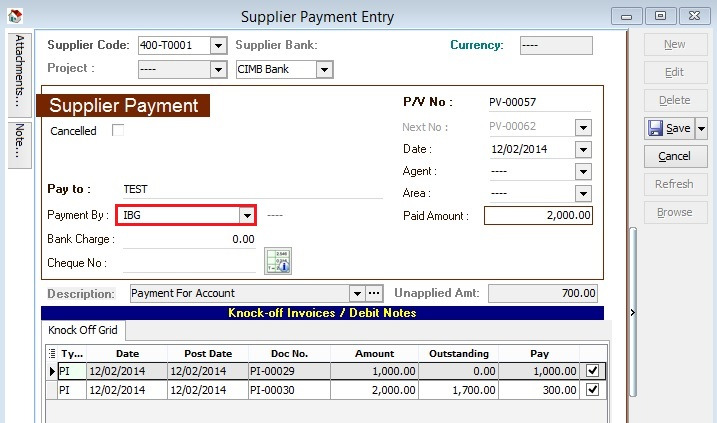 Supplier Payment Entry
Attachments...
Note...
Supplier Code: 400-T0001 Supplier Bank: Currency: ----
Project : ---- CIMB Bank
Supplier Payment
Cancelled
P/V No : PV-00057
Next No : PV-00062
Date : 12/02/2014
Agent : ----
Area : ----
Pay to : TEST
Payment By : IBG ----
Paid Amount : 2,000.00
Bank Charge : 0.00
Cheque No :
Description: Payment For Account Unapplied Amt: 700.00
Knock-off Invoices / Debit Notes
Knock Off Grid
Ty... Date Post Date Doc No. Amount Outstanding Pay
PI 12/02/2014 12/02/2014 PI-00029 1,000.00 0.00 1,000.00
PI 12/02/2014 12/02/2014 PI-00030 2,000.00 1,700.00 300.00
New
Edit
Delete
Save
Cancel
Refresh
Browse